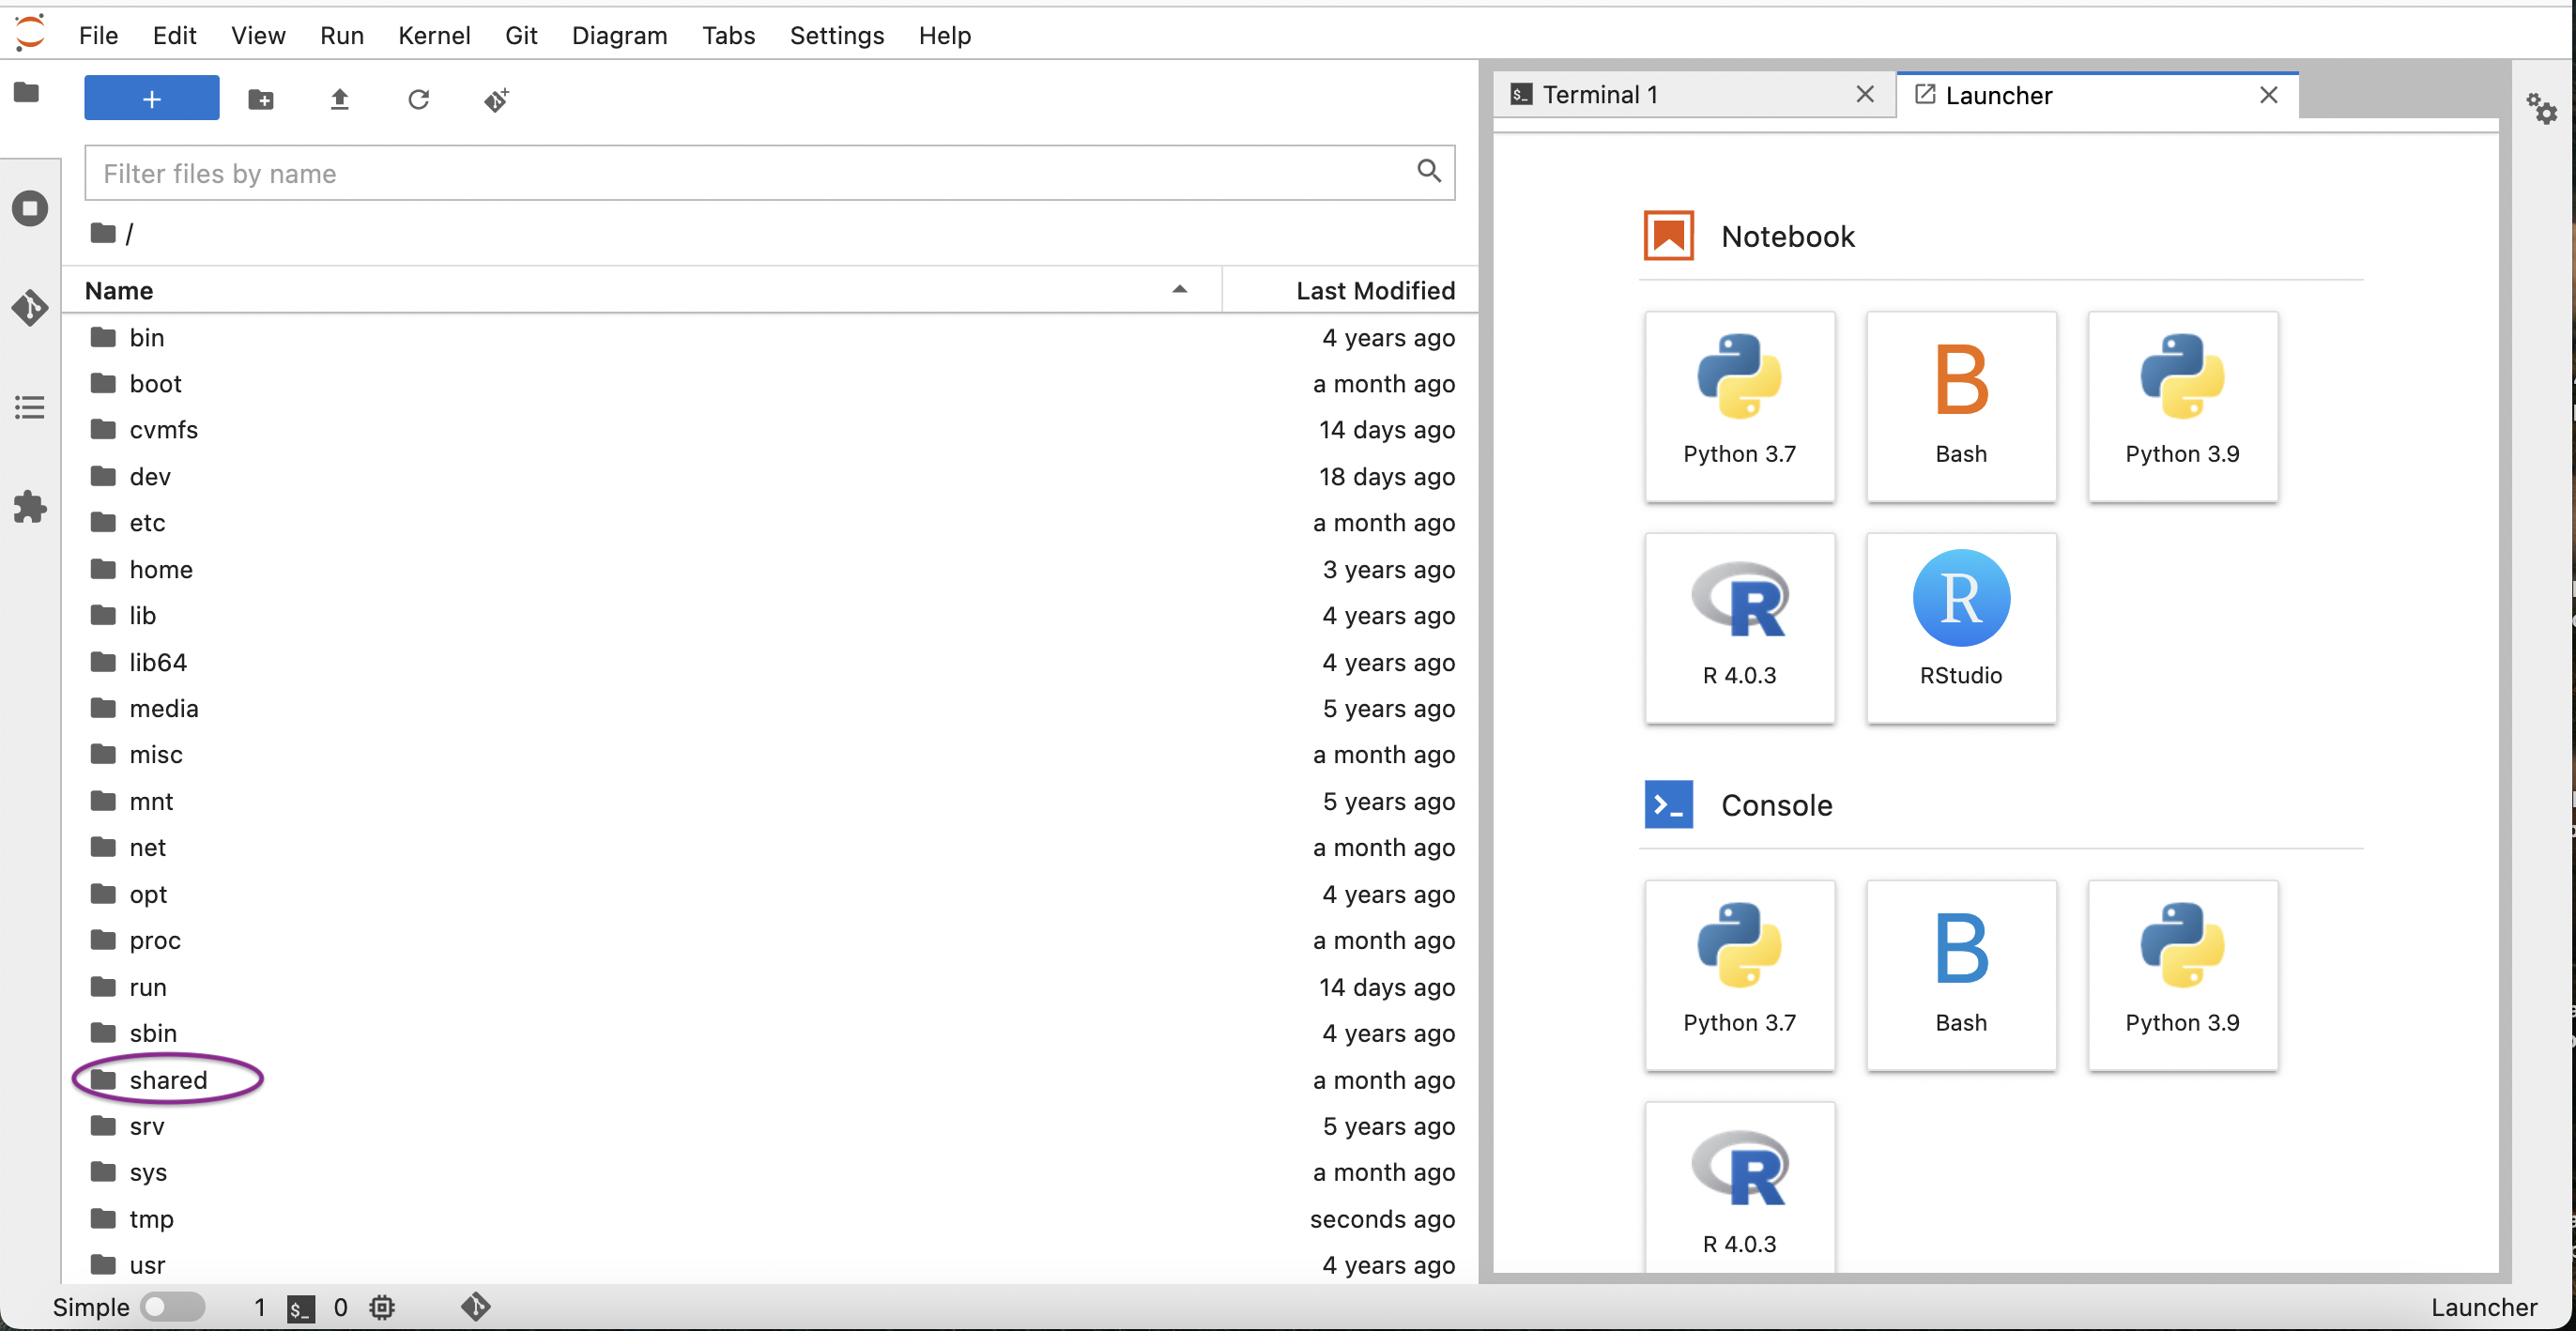 File Edit View Run Kernel Git Diagram Tabs Settings Help
+
Filter files by name
/
Name Last Modified
bin 4 years ago
boot a month ago
cvmfs 14 days ago
dev 18 days ago
etc a month ago
home 3 years ago
lib 4 years ago
lib64 4 years ago
media 5 years ago
misc a month ago
mnt 5 years ago
net a month ago
opt 4 years ago
proc a month ago
run 14 days ago
sbin 4 years ago
shared a month ago
srv 5 years ago
sys a month ago
tmp seconds ago
usr 4 years ago
$_ Terminal 1
Launcher
Notebook
Python 3.7
B
Bash
Python 3.9
R
R 4.0.3
R
RStudio
Console
Python 3.7
B
Bash
Python 3.9
R
R 4.0.3
Simple 1 $_ 0 Launcher